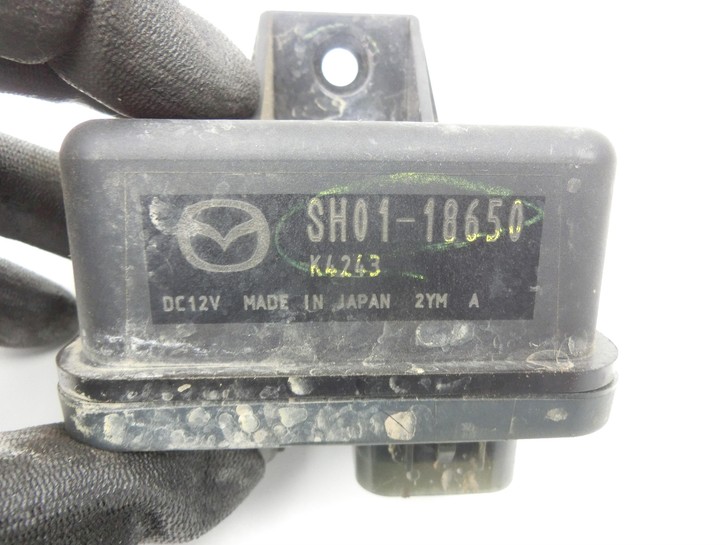 SH01-18650
K4243
DC12V MADE IN JAPAN 2YM A